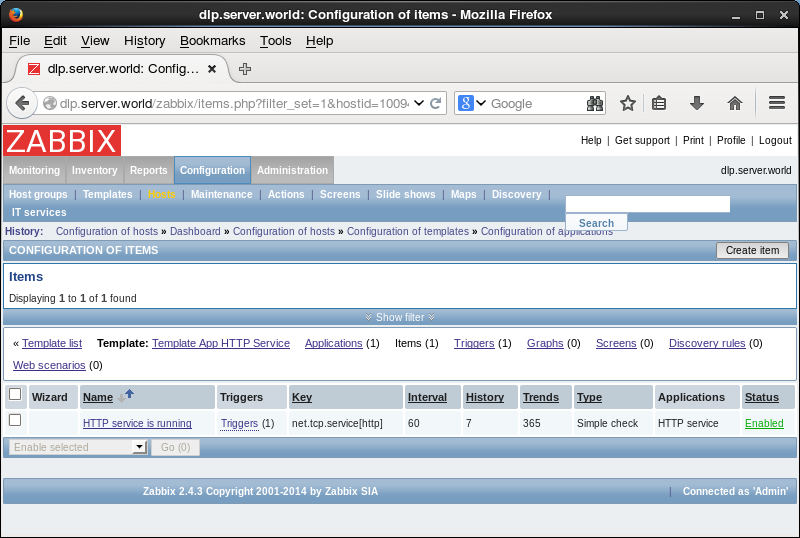 dlp.server.world: Configuration of items - Mozilla Firefox
File Edit View History Bookmarks Tools Help
dlp.server.world: Config...
dlp.server.world/zabbix/items.php?filter_set=1&hostid=1009
Google
ZABBIX
Help | Get support | Print | Profile | Logout
Monitoring Inventory Reports Configuration Administration
dlp.server.world
Host groups | Templates | Hosts | Maintenance | Actions | Screens | Slide shows | Maps | Discovery |
IT services
Search
History: Configuration of hosts » Dashboard » Configuration of hosts » Configuration of templates » Configuration of applications
CONFIGURATION OF ITEMS
Create item
Items
Displaying 1 to 1 of 1 found
Show filter
« Template list Template: Template App HTTP Service Applications (1) Items (1) Triggers (1) Graphs (0) Screens (0) Discovery rules (0)
Web scenarios (0)
Wizard Name Triggers Key Interval History Trends Type Applications Status
HTTP service is running Triggers (1) net.tcp.service[http] 60 7 365 Simple check HTTP service Enabled
Enable selected Go (0)
Zabbix 2.4.3 Copyright 2001-2014 by Zabbix SIA
| Connected as 'Admin'